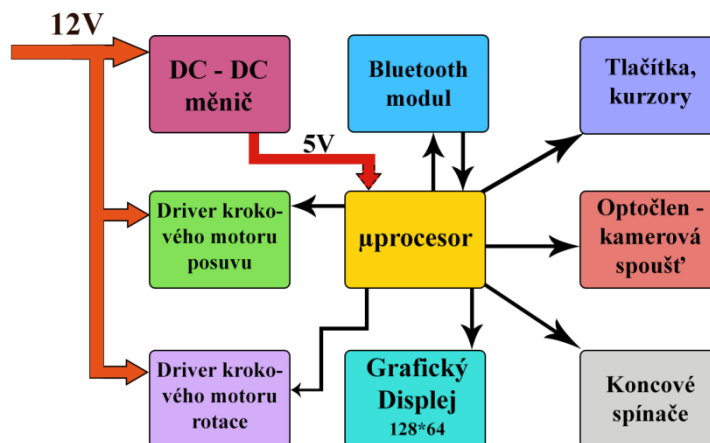 12V
DC - DC
měnič
Bluetooth
modul
Tlačítka,
kurzory
5V
Driver kroko-
vého motoru
posuvu
µprocesor
Optočlen -
kamerová
spoušť
Driver kroko-
vého motoru
rotace
Grafický
Displej
128*64
Koncové
spínače